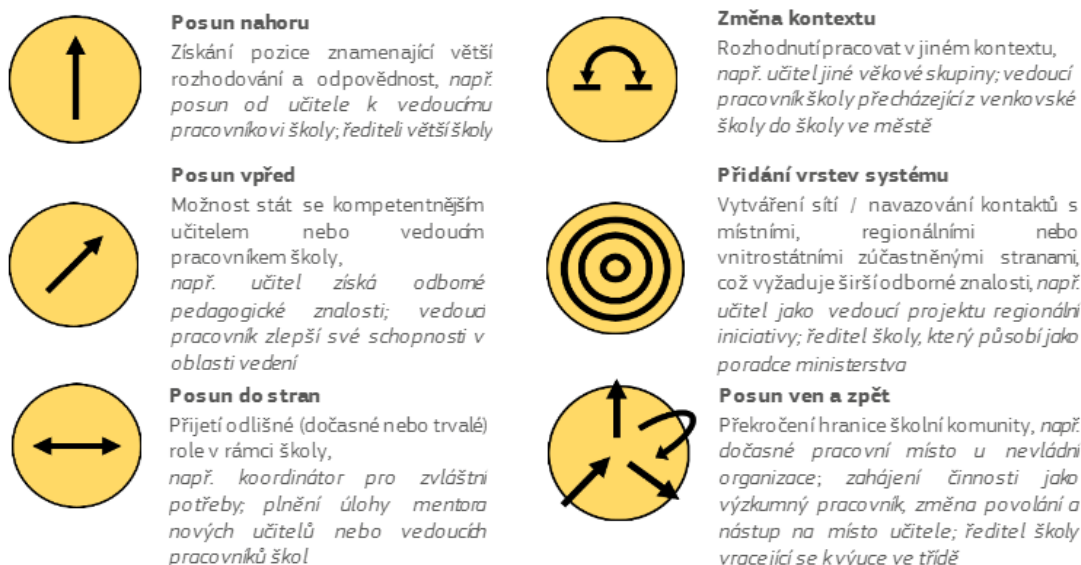 Posun nahoru
Získání pozice znamenající větší
rozhodování a odpovědnost, např.
posun od učitele k vedoucímu
pracovníkovi školy; řediteli větší školy
Posun vpřed
Možnost stát se kompetentnějším
učitelem nebo vedoucím
pracovníkem školy,
např. učitel získá odborné
pedagogické znalosti; vedoucí
pracovník zlepší své schopnosti v
oblasti vedení
Posun do stran
Přijetí odlišné (dočasné nebo trvalé)
role v rámci školy,
např. koordinátor pro zvláštní
potřeby; plnění úlohy mentora
nových učitelů nebo vedoucích
pracovníků škol
Změna kontextu
Rozhodnutí pracovat v jiném kontextu,
např. učitel jiné věkové skupiny; vedoucí
pracovník školy přecházející z venkovské
školy do školy ve městě
Přidání vrstev systému
Vytváření sítí / navazování kontaktů s
místními, regionálními nebo
vnitrostátními zúčastněnými stranami,
což vyžaduje širší odborné znalosti, např.
učitel jako vedoucí projektu regionální
iniciativy; ředitel školy, který působí jako
poradce ministerstva
Posun ven a zpět
Překročení hranice školní komunity, např.
dočasné pracovní místo u nevládní
organizace; zahájení činnosti jako
výzkumný pracovník, změna povolání a
nástup na místo učitele; ředitel školy
vracející se k výuce ve třídě